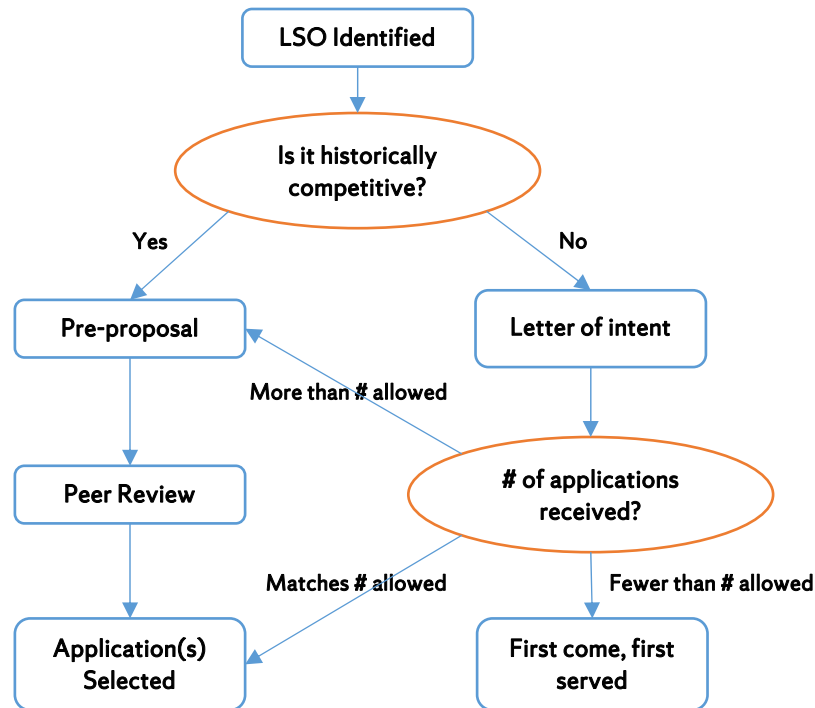 LSO Identified
Is it historically
competitive?
Yes
No
Pre-proposal
Letter of intent
More than # allowed
Peer Review
# of applications
received?
Matches # allowed
Fewer than # allowed
Application(s)
Selected
First come, first
served